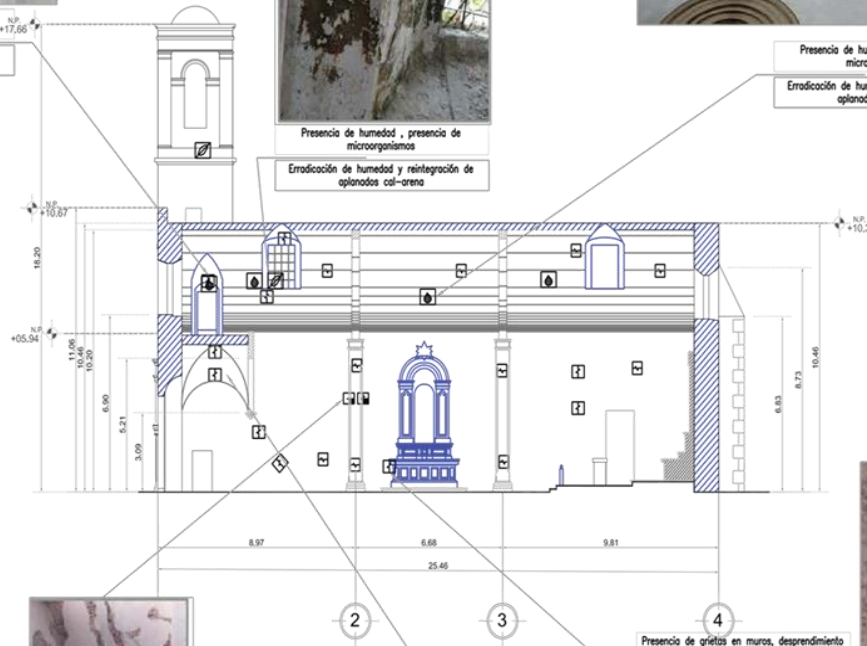 N.P.
+17.66
Presencia de humedad , presencia de
microorganismos
Erradicación de humedad y reintegración de
aplanados cal-arena
Presencia de hu
micro
Erradicación de hum
aplanad
N.P.
+10.67
N.P.
+10.
N.P.
+05.94
18.20
11.06
10.46
10.20
6.90
5.21
3.09
6.83
8.73
10.46
8.97
6.68
9.81
25.46
2
3
4
Presencia de grietas en muros, desprendimiento